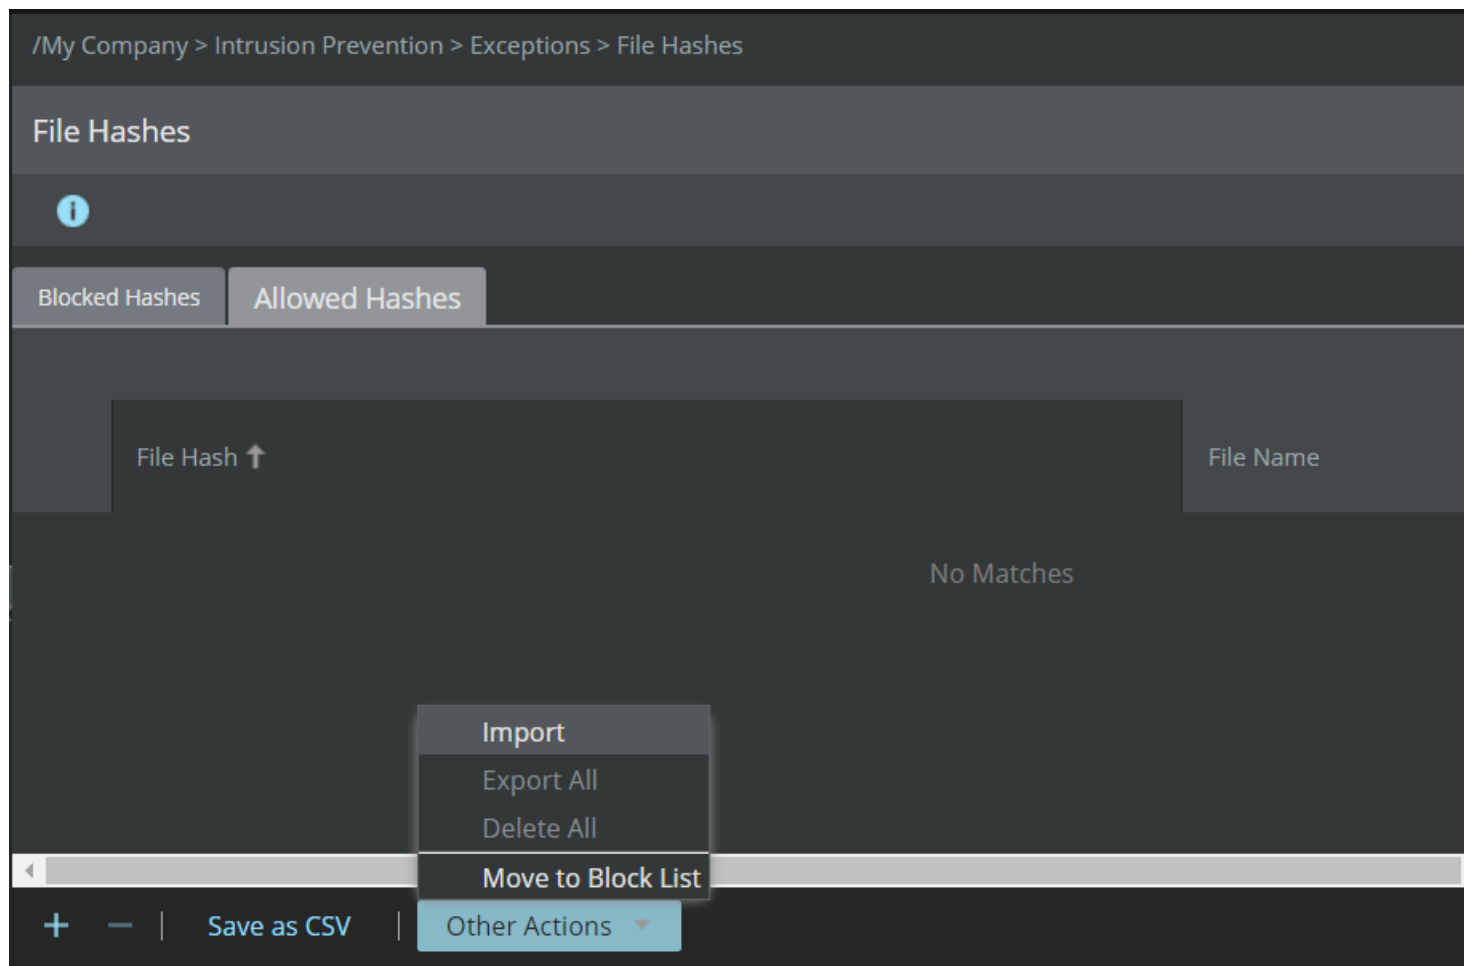 /My Company > Intrusion Prevention > Exceptions > File Hashes
File Hashes
Blocked Hashes Allowed Hashes
File Hash File Name
No Matches
Import
Export All
Delete All
Move to Block List
Save as CSV Other Actions